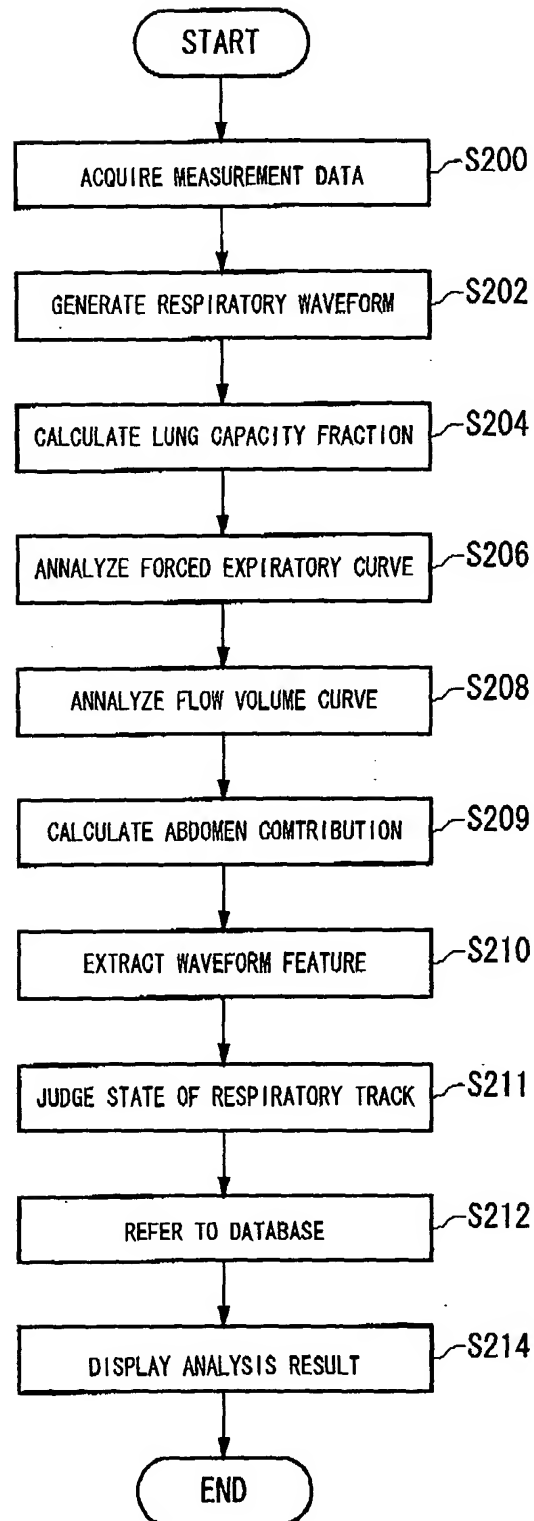 START
ACQUIRE MEASUREMENT DATA S200
GENERATE RESPIRATORY WAVEFORM S202
CALCULATE LUNG CAPACITY FRACTION S204
ANNALYZE FORCED EXPIRATORY CURVE S206
ANNALYZE FLOW VOLUME CURVE S208
CALCULATE ABDOMEN COMTRIBUTION S209
EXTRACT WAVEFORM FEATURE S210
JUDGE STATE OF RESPIRATORY TRACK S211
REFER TO DATABASE S212
DISPLAY ANALYSIS RESULT S214
END